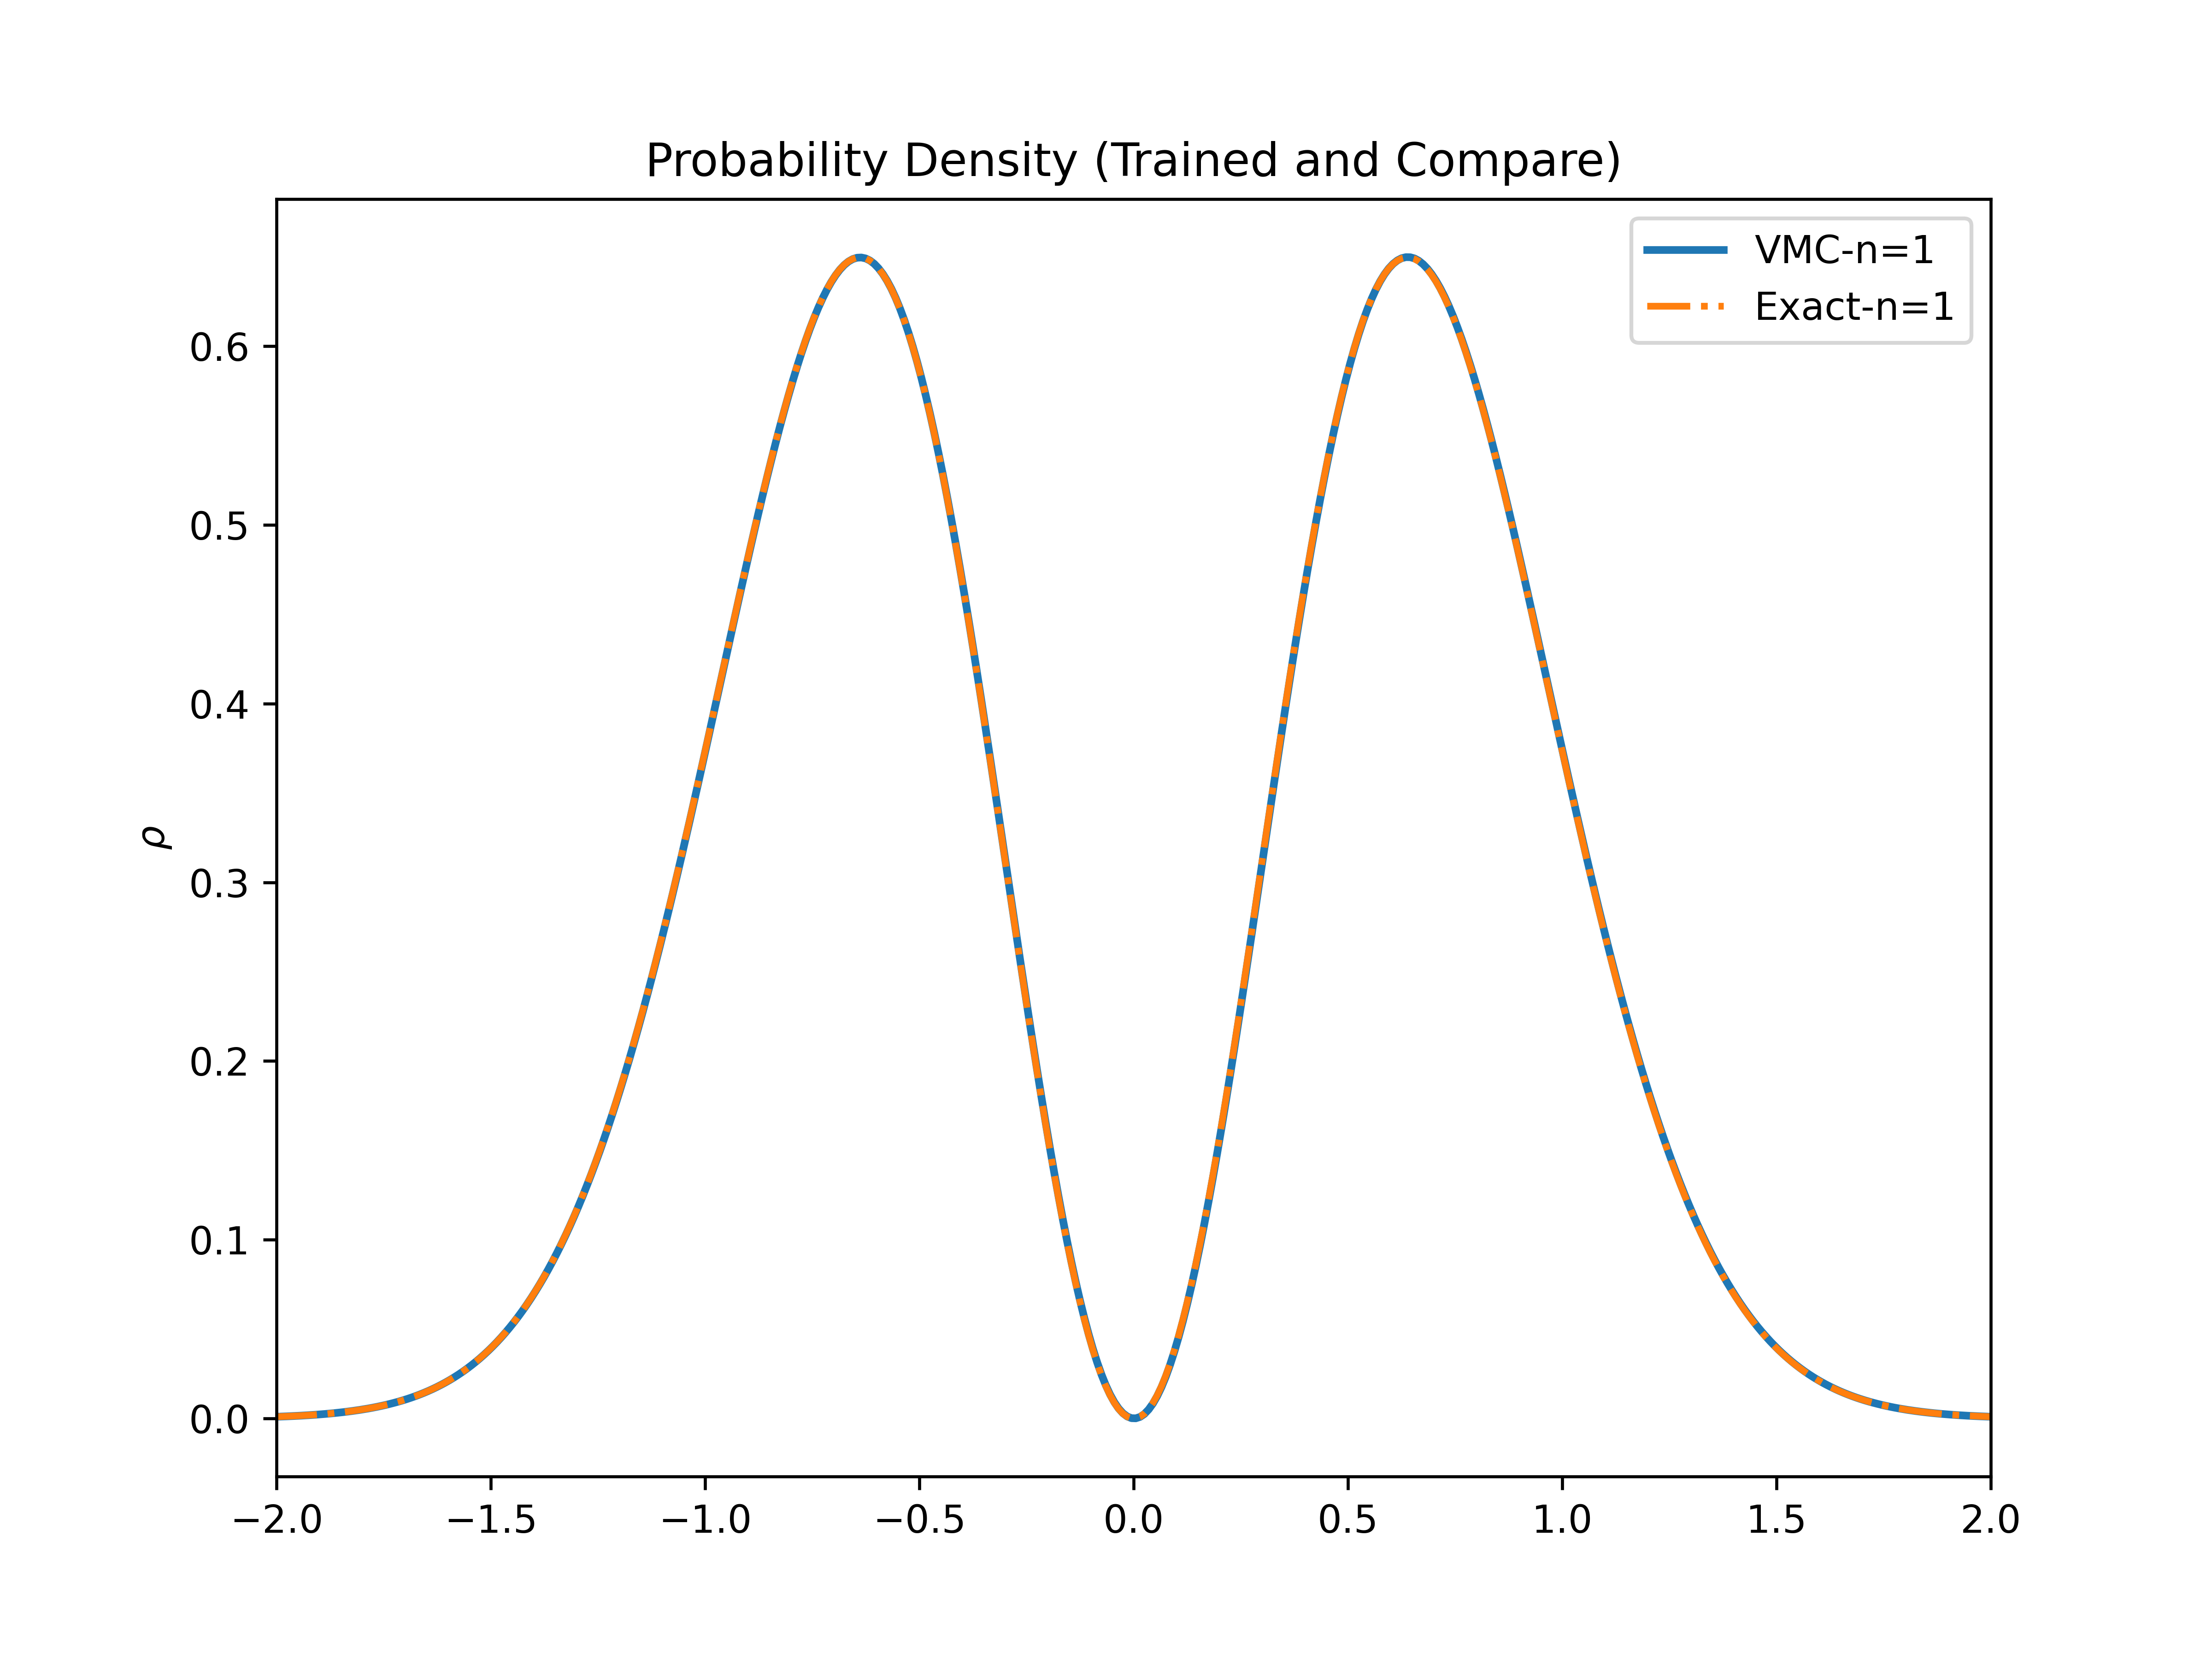 Probability Density (Trained and Compare)
VMC-n=1
Exact-n=1
ρ
0.6
0.5
0.4
0.3
0.2
0.1
0.0
−2.0 −1.5 −1.0 −0.5 0.0 0.5 1.0 1.5 2.0